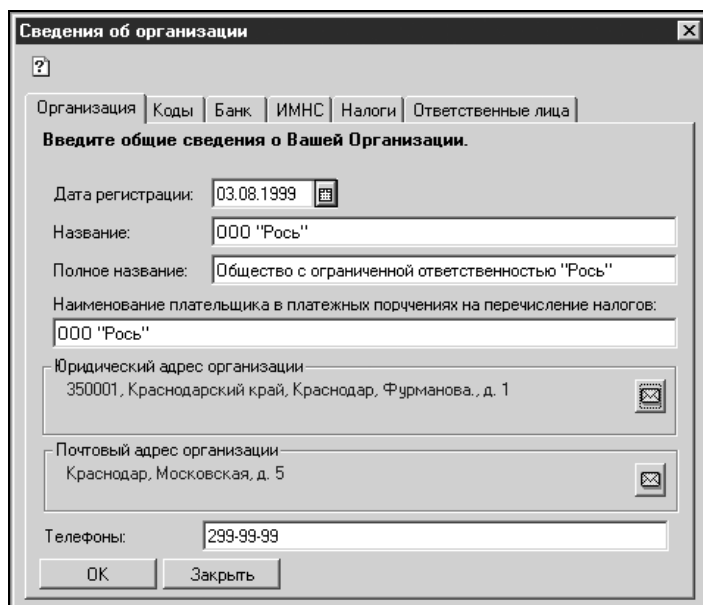 Сведения об организации
Организация Коды Банк ИМНС Налоги Ответственные лица
Введите общие сведения о Вашей Организации.
Дата регистрации: 03.08.1999
Название: ООО "Рось"
Полное название: Общество с ограниченной ответственностью "Рось"
Наименование плательщика в платежных поручениях на перечисление налогов:
ООО "Рось"
Юридический адрес организации
350001, Краснодарский край, Краснодар, Фурманова., д. 1
Почтовый адрес организации
Краснодар, Московская, д. 5
Телефоны: 299-99-99
OK Закрыть